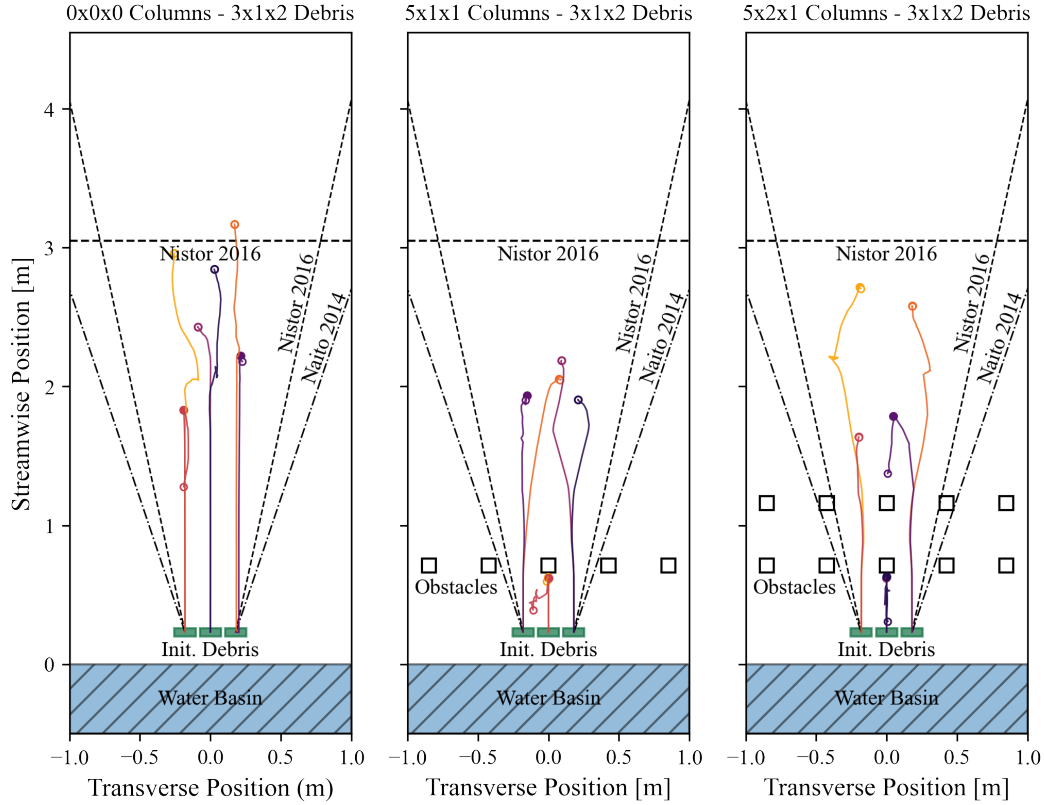 0x0x0 Columns - 3x1x2 Debris
5x1x1 Columns - 3x1x2 Debris
5x2x1 Columns - 3x1x2 Debris
Streamwise Position [m]
4
3
2
1
0
Nistor 2016
Nistor 2016
Naito 2014
Init. Debris
Water Basin
−1.0
−0.5
0.0
0.5
1.0
Transverse Position (m)
Nistor 2016
Nistor 2016
Naito 2014
Obstacles
Init. Debris
Water Basin
−1.0
−0.5
0.0
0.5
1.0
Transverse Position [m]
Nistor 2016
Nistor 2016
Naito 2014
Obstacles
Init. Debris
Water Basin
−1.0
−0.5
0.0
0.5
1.0
Transverse Position [m]